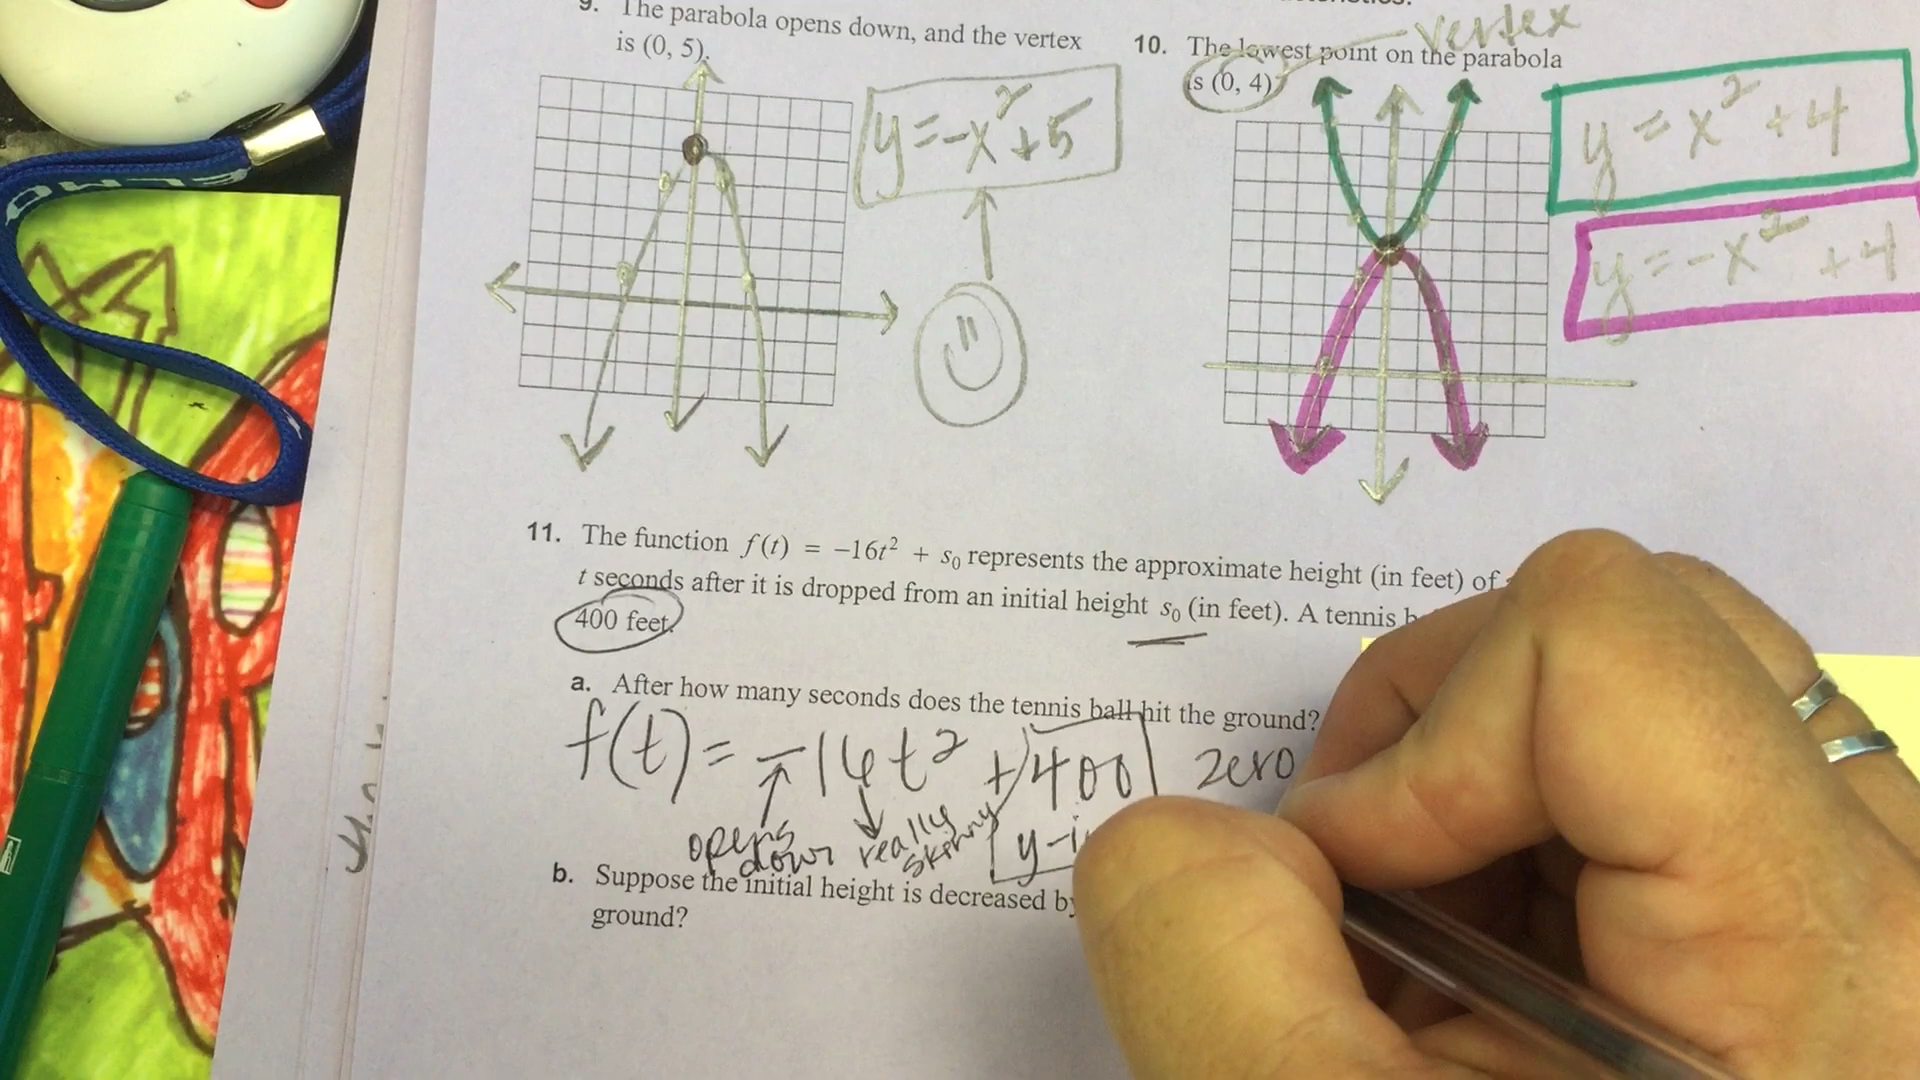 9. The parabola opens down, and the vertex
is (0, 5).
y=-x²+5
vertex
10. The lowest point on the parabola
is (0, 4)
y = x² + 4
y = -x² + 4
11. The function f(t) = −16t² + s₀ represents the approximate height (in feet) of
t seconds after it is dropped from an initial height s₀ (in feet). A tennis
400 feet.
a. After how many seconds does the tennis ball hit the ground?
f(t) = -16t² + 400 zero
opens down
really skinny
y-i
b. Suppose the initial height is decreased by
ground?